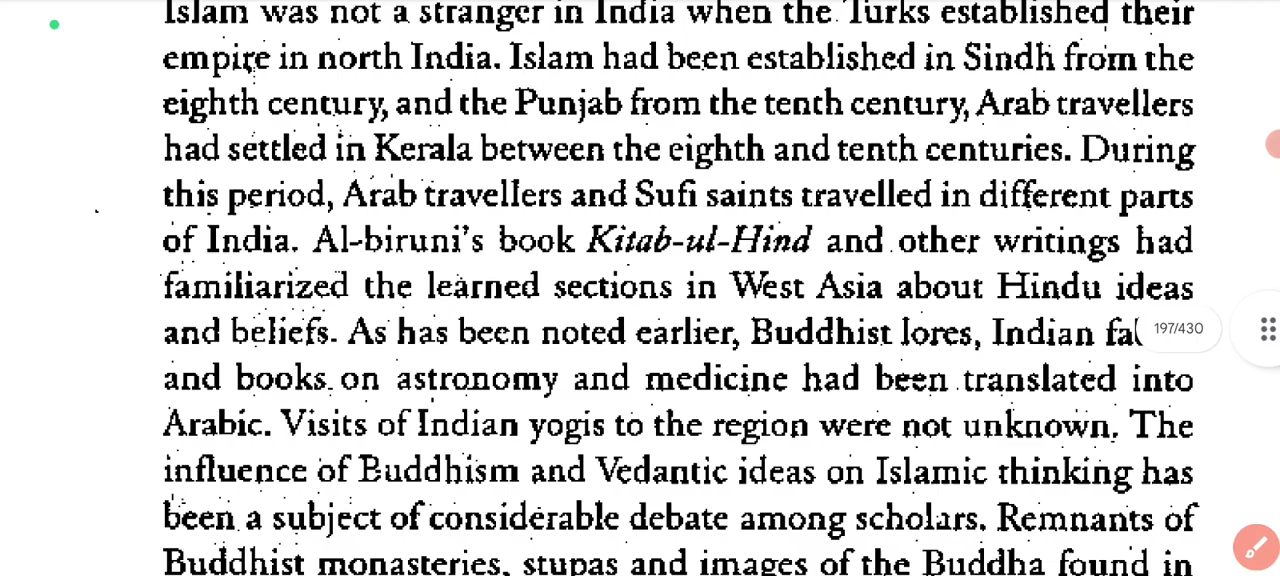 Islam was not a stranger in India when the Turks established their
empire in north India. Islam had been established in Sindh from the
eighth century, and the Punjab from the tenth century, Arab travellers
had settled in Kerala between the eighth and tenth centuries. During
this period, Arab travellers and Sufi saints travelled in different parts
of India. Al-biruni's book Kitab-ul-Hind and other writings had
familiarized the learned sections in West Asia about Hindu ideas
and beliefs. As has been noted earlier, Buddhist lores, Indian
197/430
and books on astronomy and medicine had been translated into
Arabic. Visits of Indian yogis to the region were not unknown. The
influence of Buddhism and Vedantic ideas on Islamic thinking has
been a subject of considerable debate among scholars. Remnants of
Buddhist monasteries, stupas and images of the Buddha found in